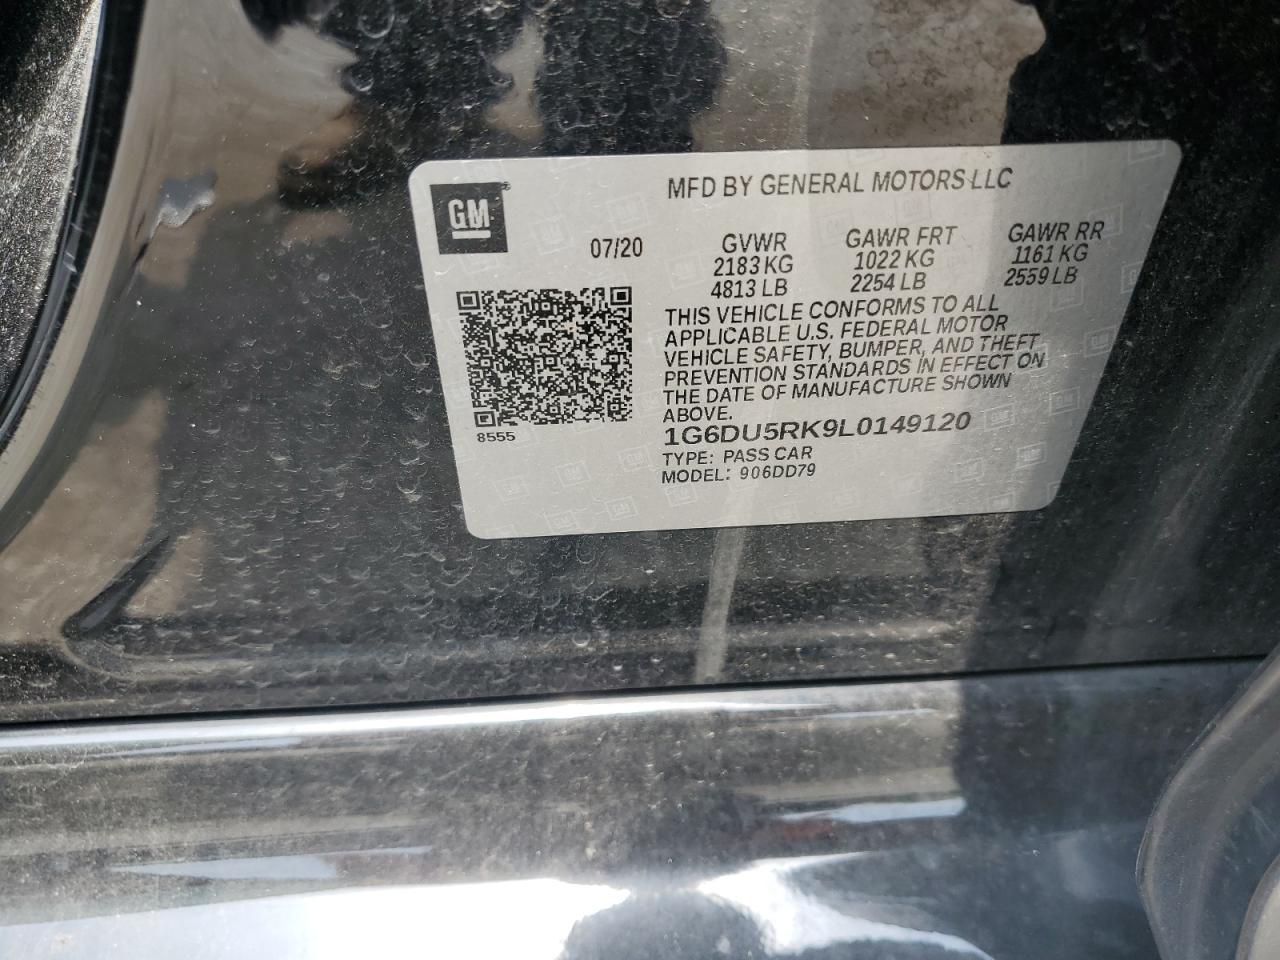 MFD BY GENERAL MOTORS LLC
GM
07/20
GVWR
2183 KG
4813 LB
GAWR FRT
1022 KG
2254 LB
GAWR RR
1161 KG
2559 LB
THIS VEHICLE CONFORMS TO ALL
APPLICABLE U.S. FEDERAL MOTOR
VEHICLE SAFETY, BUMPER, AND THEFT
PREVENTION STANDARDS IN EFFECT ON
THE DATE OF MANUFACTURE SHOWN
ABOVE.
8555
1G6DU5RK9L0149120
TYPE: PASS CAR
MODEL: 906DD79